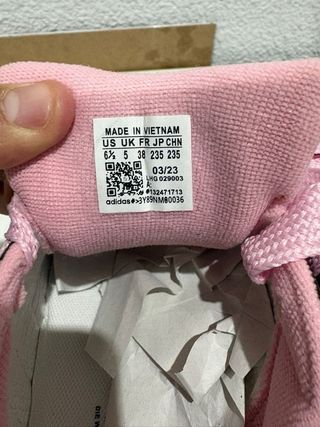 MADE IN VIETNAM
US UK FR JP CHN
6½ 5 38 235 235
03/23
LHG 029003
A:
#132471713
adidas#>3Y89NM80036